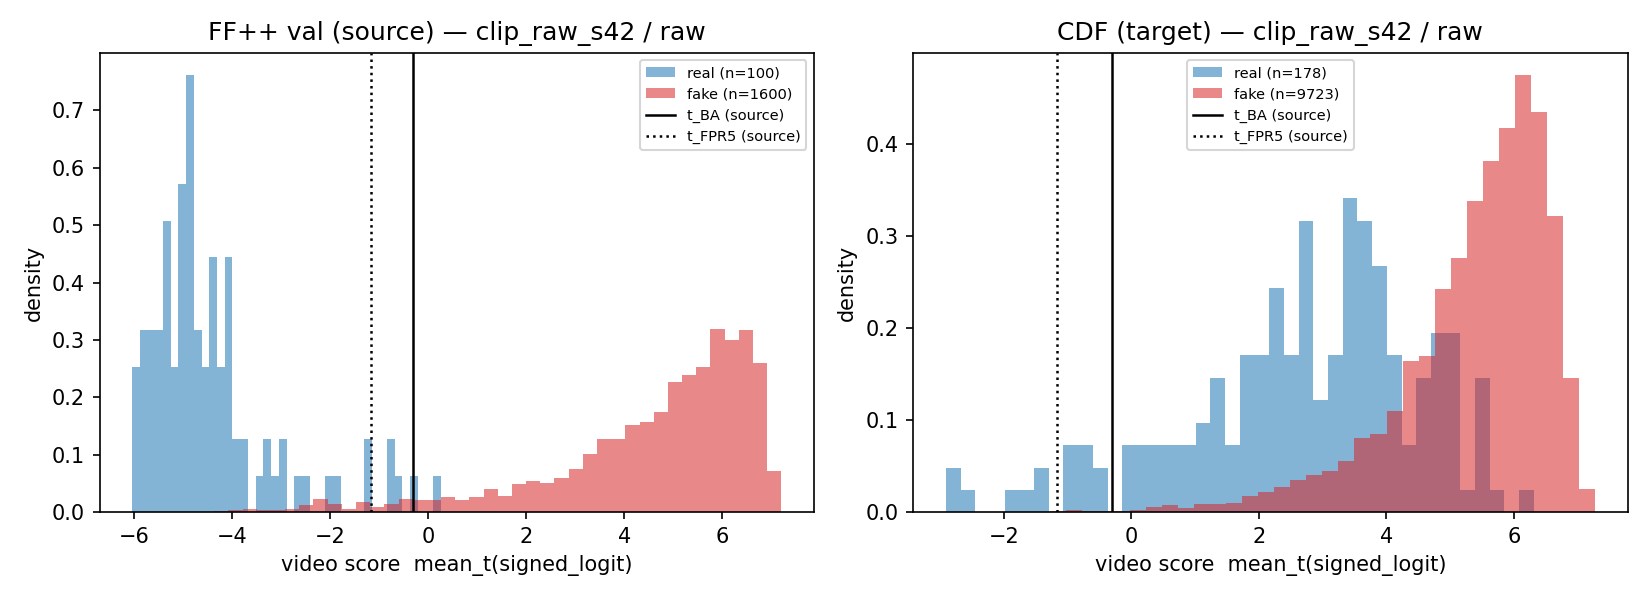 FF++ val (source) — clip_raw_s42 / raw
real (n=100)
fake (n=1600)
t_BA (source)
t_FPR5 (source)
density
0.0
0.1
0.2
0.3
0.4
0.5
0.6
0.7
−6
−4
−2
0
2
4
6
video score  mean_t(signed_logit)
CDF (target) — clip_raw_s42 / raw
real (n=178)
fake (n=9723)
t_BA (source)
t_FPR5 (source)
density
0.0
0.1
0.2
0.3
0.4
−2
0
2
4
6
video score  mean_t(signed_logit)